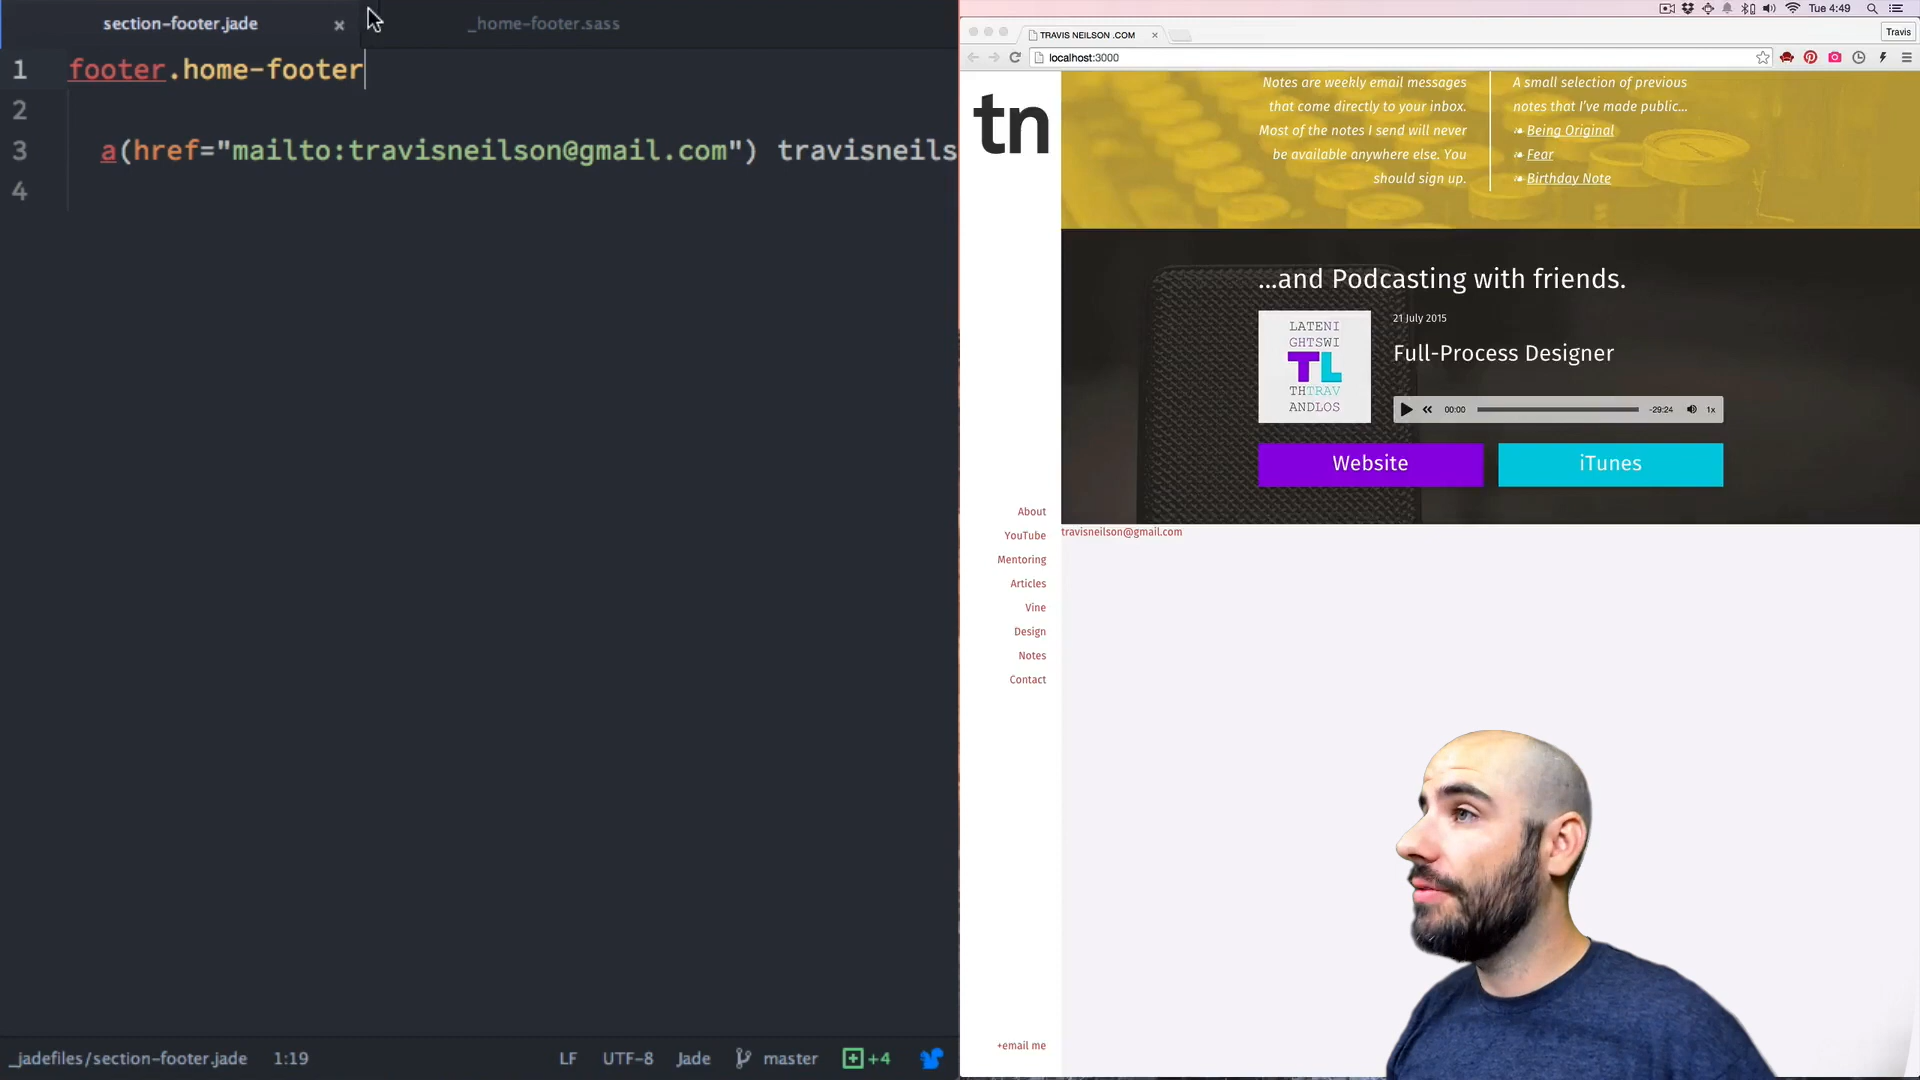 section-footer.jade ×
_home-footer.sass
1 footer.home-footer
2
3 a(href="mailto:travisneilson@gmail.com") travisneils
4
_jadefiles/section-footer.jade 1:19 LF UTF-8 Jade master +4
Tue 4:49
TRAVIS NEILSON .COM ×
Travis
localhost:3000
tn
About
YouTube
Mentoring
Articles
Vine
Design
Notes
Contact
+email me
Notes are weekly email messages
that come directly to your inbox.
Most of the notes I send will never
be available anywhere else. You
should sign up.
A small selection of previous
notes that I've made public...
Being Original
Fear
Birthday Note
...and Podcasting with friends.
LATENI
GHTSWI
TL
THTRAV
ANDLOS
21 July 2015
Full-Process Designer
00:00 -29:24 1x
Website
iTunes
travisneilson@gmail.com